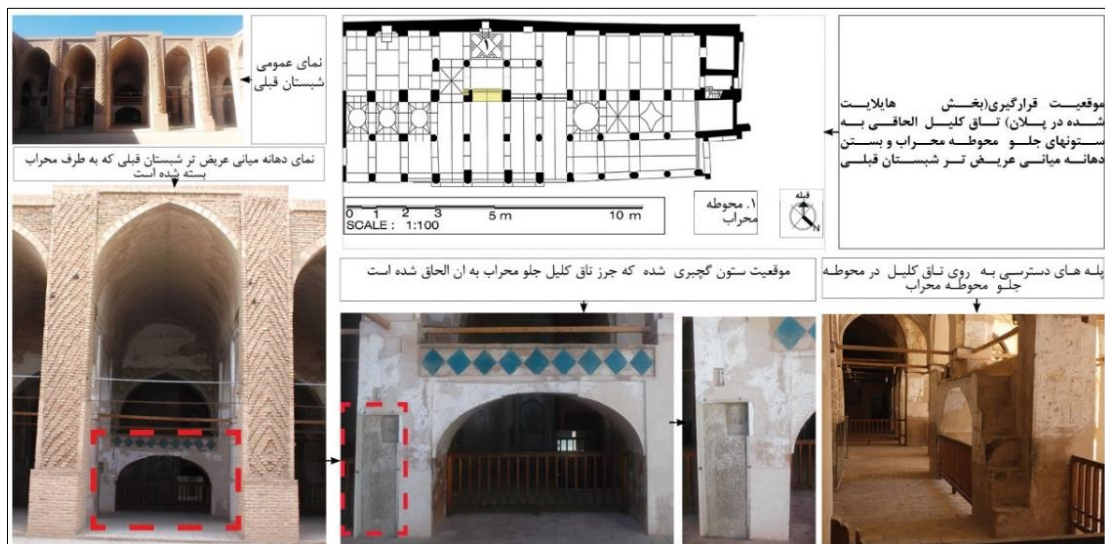 نمای عمومی
شبستان قبلی
۱
موقعیت قرارگیری(بخش هایلایت
شده در پلان) تاق کلیل الحاقی به
ستونهای جلو محوطه محراب و بستن
دهانه میانی عریض تر شبستان قبلی
نمای دهانه میانی عریض تر شبستان قبلی که به طرف محراب
بسته شده است
0 1 2 3 5 m 10 m
SCALE : 1:100
۱. محوطه
محراب
قبله
N
موقعیت ستون گچبری شده که جرز تاق کلیل جلو محراب به ان الحاق شده است
پله های دسترسی به روی تاق کلیل در محوطه
جلو محوطه محراب